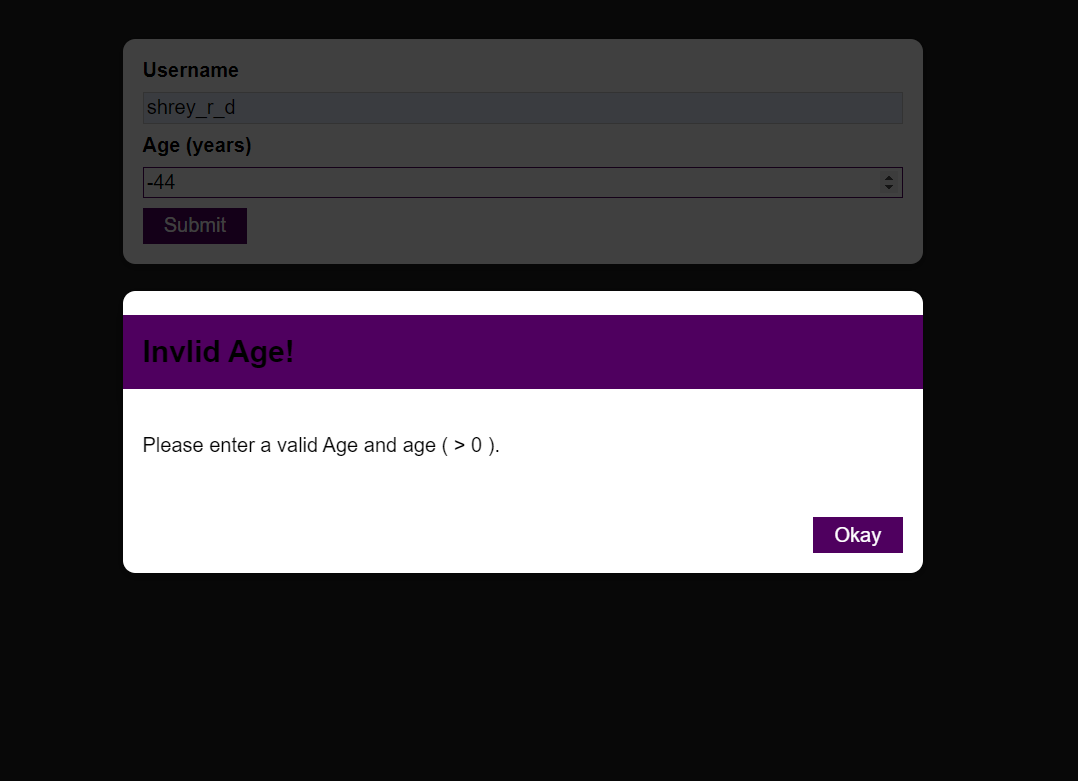 Username
shrey_r_d
Age (years)
-44
Submit
Invlid Age!
Please enter a valid Age and age ( > 0 ).
Okay